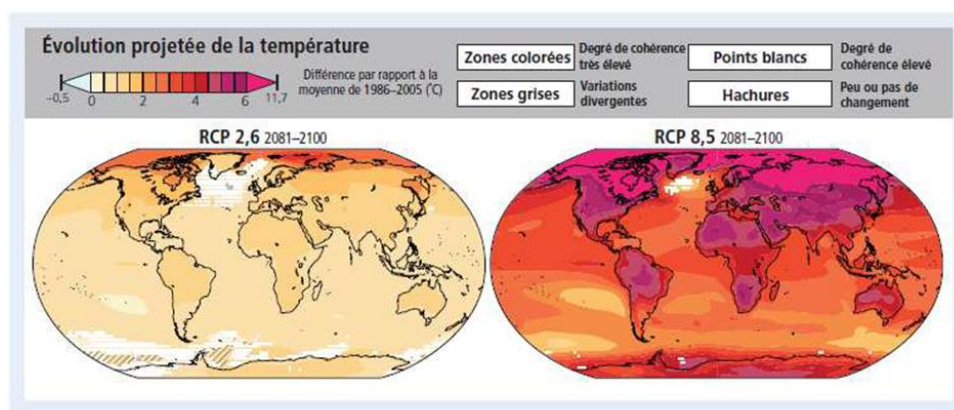 Évolution projetée de la température
-0,5 0 2 4 6 11,7
Différence par rapport à la
moyenne de 1986–2005 (°C)
Zones colorées
Degré de cohérence
très élevé
Zones grises
Variations
divergentes
Points blancs
Degré de
cohérence élevé
Hachures
Peu ou pas de
changement
RCP 2,6 2081–2100
RCP 8,5 2081–2100